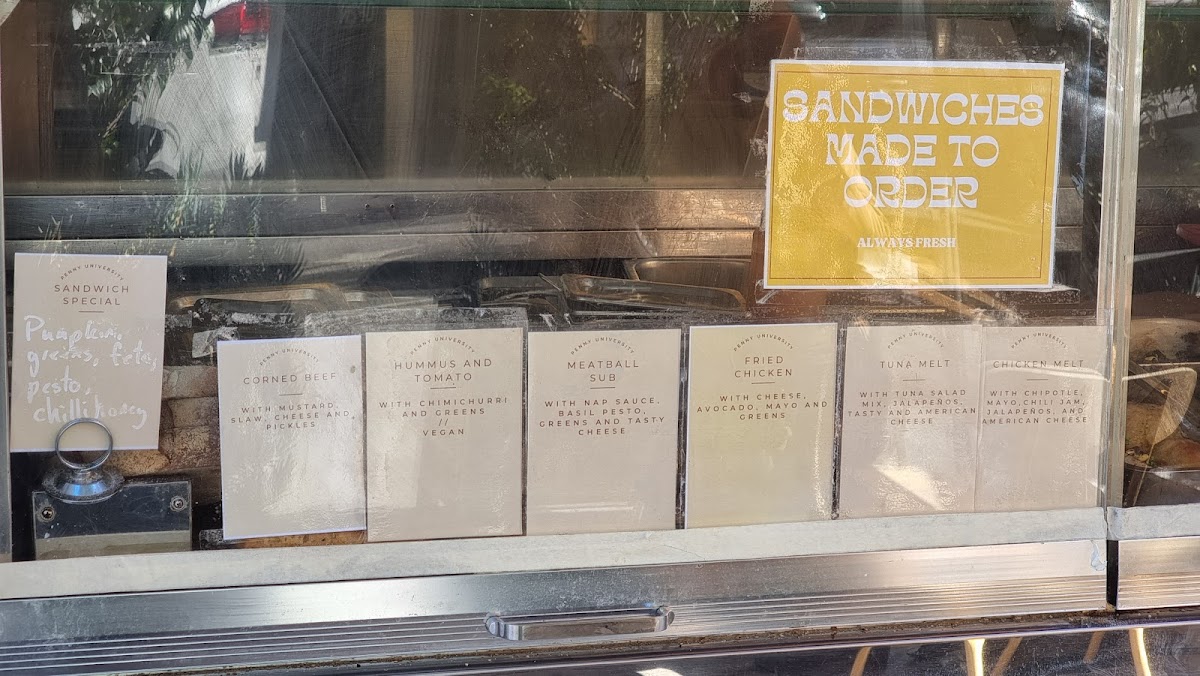 SANDWICHES
MADE TO
ORDER
ALWAYS FRESH
PENNY UNIVERSITY
SANDWICH
SPECIAL
Pumpkin,
greens, feta,
pesto,
chilli honey
PENNY UNIVERSITY
CORNED BEEF
WITH MUSTARD,
SLAW, CHEESE AND
PICKLES
PENNY UNIVERSITY
HUMMUS AND
TOMATO
WITH CHIMICHURRI
AND GREENS
//
VEGAN
PENNY UNIVERSITY
MEATBALL
SUB
WITH NAP SAUCE,
BASIL PESTO,
GREENS AND TASTY
CHEESE
PENNY UNIVERSITY
FRIED
CHICKEN
WITH CHEESE,
AVOCADO, MAYO AND
GREENS
PENNY UNIVERSITY
TUNA MELT
WITH TUNA SALAD
MIX, JALAPEÑOS,
TASTY AND AMERICAN
CHEESE
PENNY UNIVERSITY
CHICKEN MELT
WITH CHIPOTLE,
MAYO,CHILI JAM,
JALAPEÑOS, AND
AMERICAN CHEESE